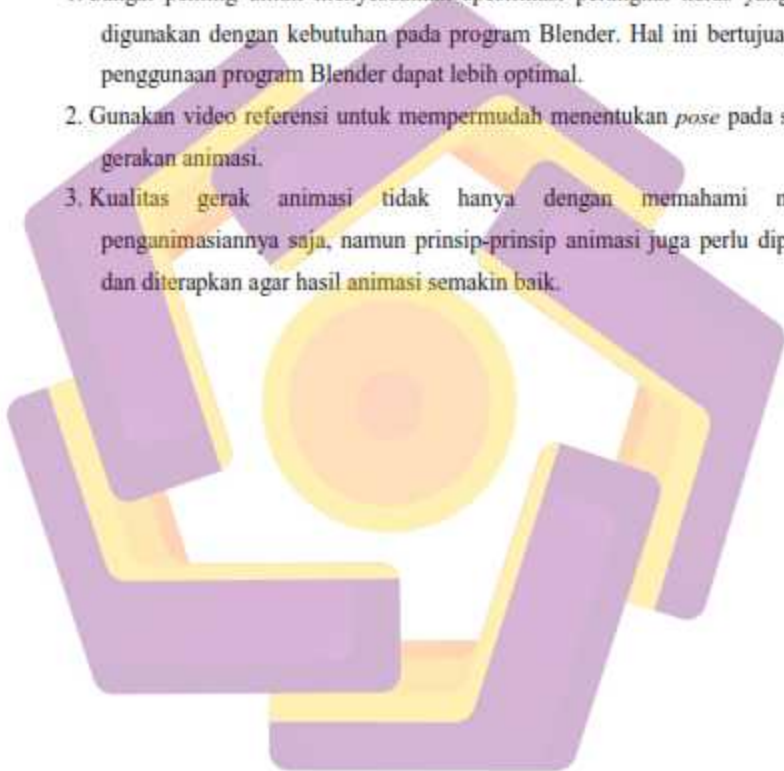 digunakan dengan kebutuhan pada program Blender. Hal ini bertujua
penggunaan program Blender dapat lebih optimal.
2. Gunakan video referensi untuk mempermudah menentukan pose pada s
gerakan animasi.
3. Kualitas gerak animasi tidak hanya dengan memahami m
penganimasiannya saja, namun prinsip-prinsip animasi juga perlu dip
dan diterapkan agar hasil animasi semakin baik.